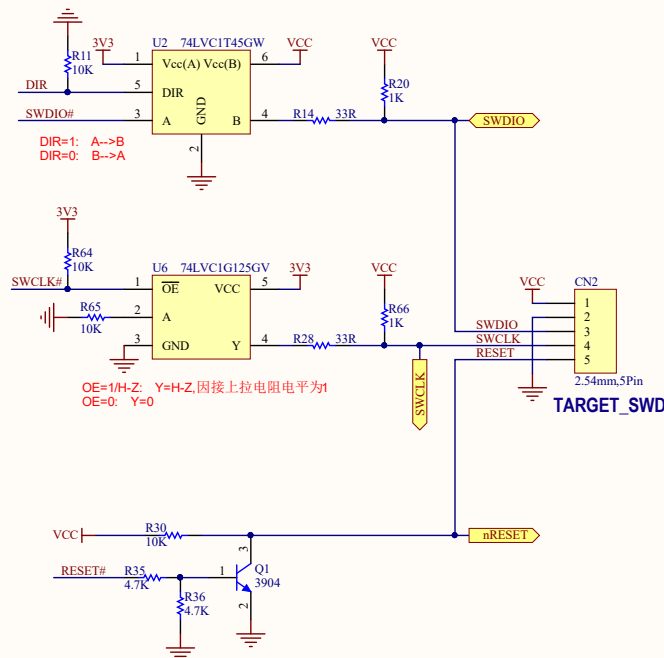 U2 74LVC1T45GW
3V3
VCC
VCC
R11
10K
1 Vcc(A) Vcc(B) 6
R20
1K
DIR
5 DIR
SWDIO#
3 A
GND
B 4
R14 33R
SWDIO
2
DIR=1: A-->B
DIR=0: B-->A
3V3
R64
10K
U6 74LVC1G125GV
3V3
VCC
SWCLK#
1 OE
VCC 5
R65
10K
2 A
R66
1K
3 GND
Y 4
R28 33R
SWCLK
OE=1/H-Z: Y=H-Z,因接上拉电阻电平为1
OE=0: Y=0
VCC
CN2
1
2
SWDIO 3
SWCLK 4
RESET 5
2.54mm,5Pin
TARGET_SWD
VCC
R30
10K
nRESET
3
RESET#
R35
4.7K
1
Q1
3904
R36
4.7K
2